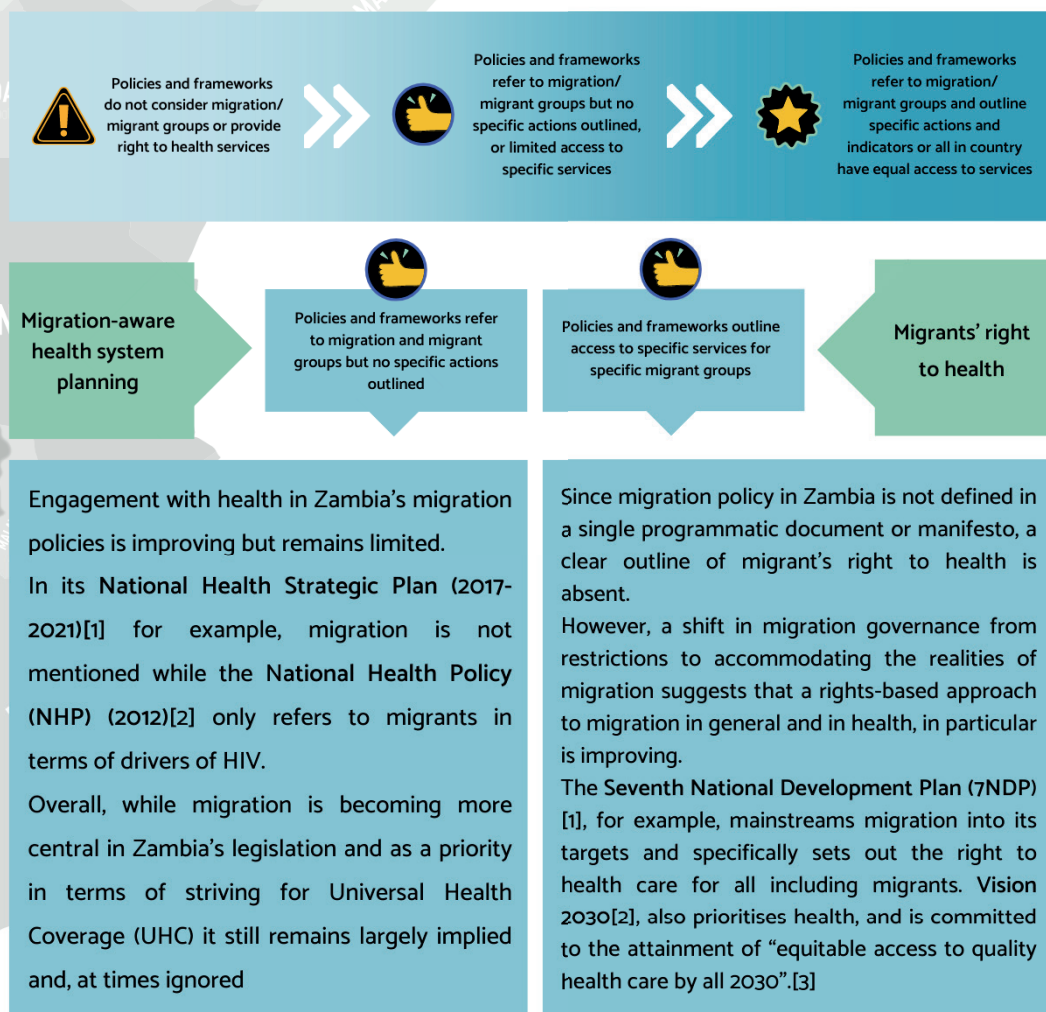 Policies and frameworks
do not consider migration/
migrant groups or provide
right to health services
Policies and frameworks
refer to migration/
migrant groups but no
specific actions outlined,
or limited access to
specific services
Policies and frameworks
refer to migration/
migrant groups and outline
specific actions and
indicators or all in country
have equal access to services
Migration-aware
health system
planning
Policies and frameworks refer
to migration and migrant
groups but no specific actions
outlined
Policies and frameworks outline
access to specific services for
specific migrant groups
Migrants' right
to health
Engagement with health in Zambia's migration
policies is improving but remains limited.
In its National Health Strategic Plan (2017-
2021)[1] for example, migration is not
mentioned while the National Health Policy
(NHP) (2012)[2] only refers to migrants in
terms of drivers of HIV.
Overall, while migration is becoming more
central in Zambia's legislation and as a priority
in terms of striving for Universal Health
Coverage (UHC) it still remains largely implied
and, at times ignored
Since migration policy in Zambia is not defined in
a single programmatic document or manifesto, a
clear outline of migrant's right to health is
absent.
However, a shift in migration governance from
restrictions to accommodating the realities of
migration suggests that a rights-based approach
to migration in general and in health, in particular
is improving.
The Seventh National Development Plan (7NDP)
[1], for example, mainstreams migration into its
targets and specifically sets out the right to
health care for all including migrants. Vision
2030[2], also prioritises health, and is committed
to the attainment of "equitable access to quality
health care by all 2030".[3]